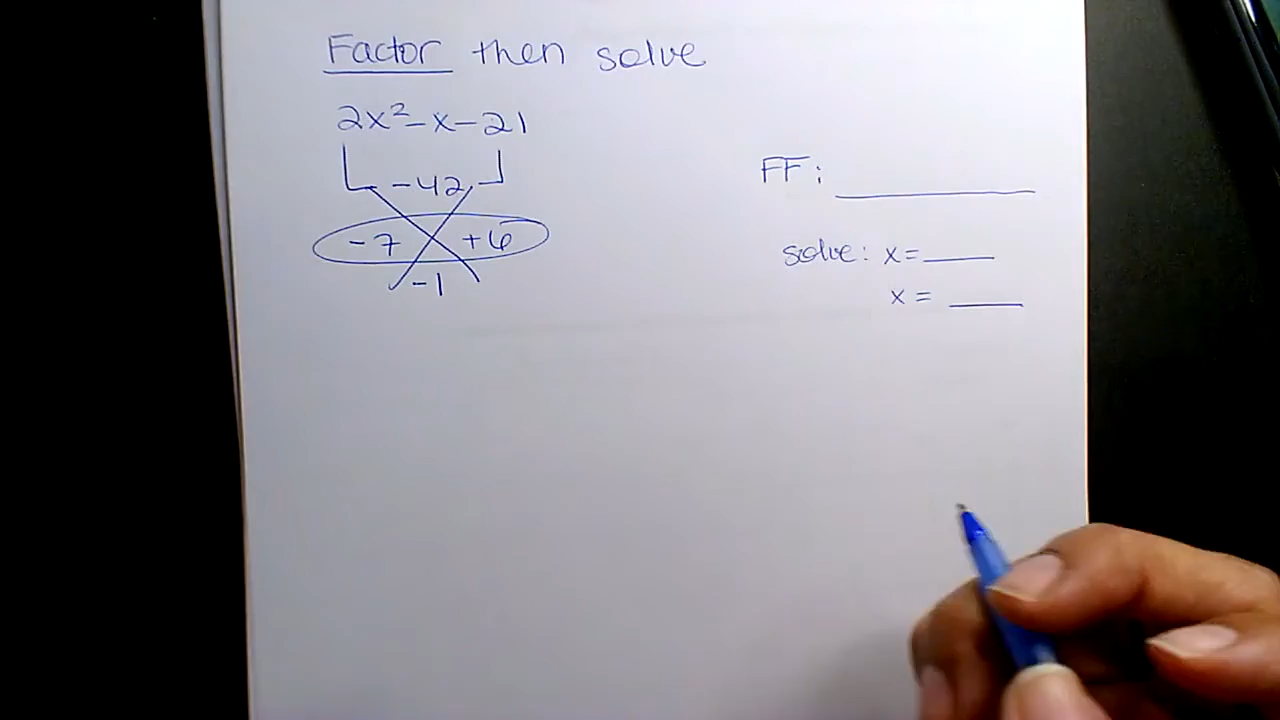 Factor then solve
2x²-x-21
-42
-7 +6
-1
FF:
solve: x=
x =